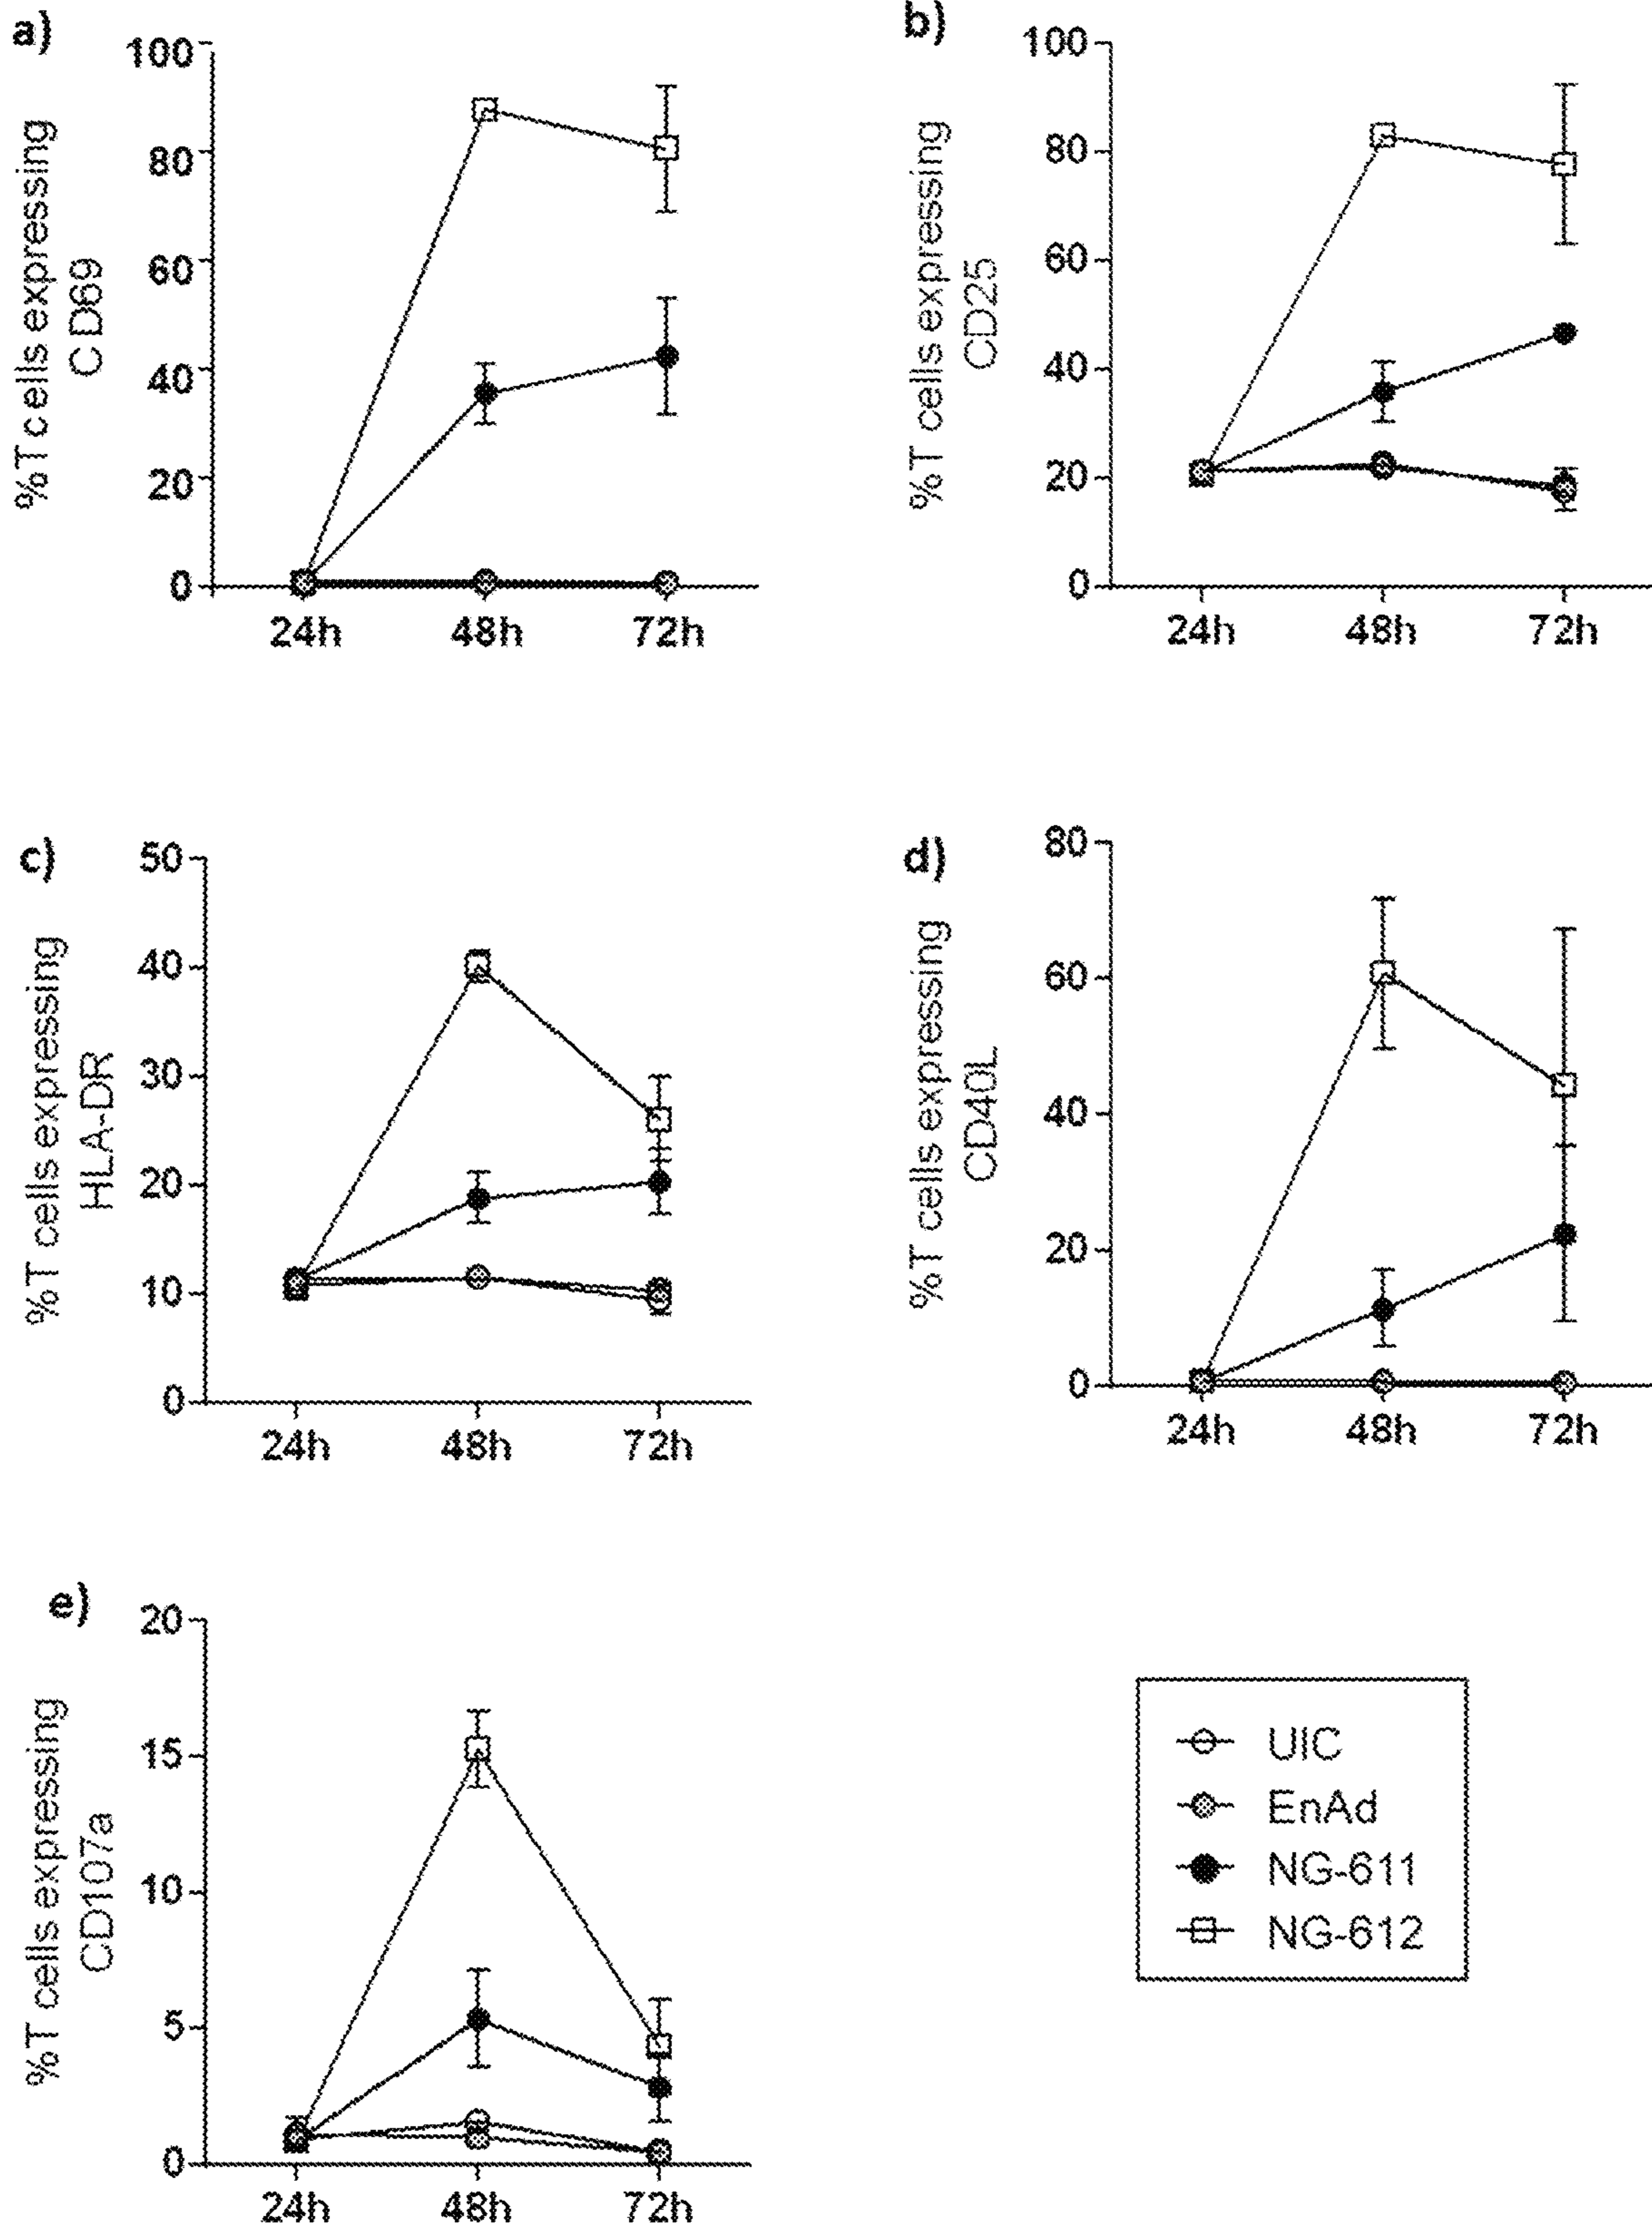 a)
100
80
60
40
20
0
%T cells expressing
CD69
24h 48h 72h
b)
100
80
60
40
20
0
%T cells expressing
CD25
24h 48h 72h
c)
50
40
30
20
10
0
%T cells expressing
HLA-DR
24h 48h 72h
d)
80
60
40
20
0
%T cells expressing
CD40L
24h 48h 72h
e)
20
15
10
5
0
%T cells expressing
CD107a
24h 48h 72h
UIC
EnAd
NG-611
NG-612